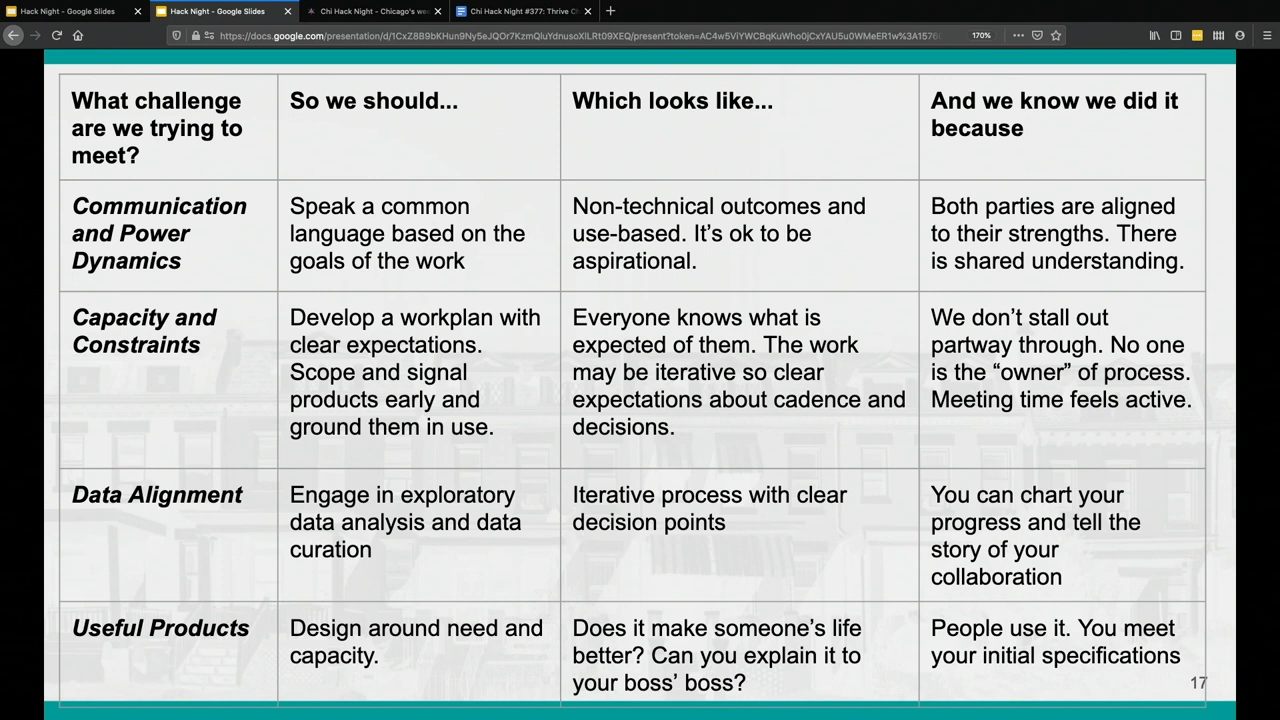 Hack Night - Google Slides
Hack Night - Google Slides
Chi Hack Night - Chicago's we
Chi Hack Night #377: Thrive C
170%
What challenge
are we trying to
meet?
So we should...
Which looks like...
And we know we did it
because
Communication
and Power
Dynamics
Speak a common
language based on the
goals of the work
Non-technical outcomes and
use-based. It’s ok to be
aspirational.
Both parties are aligned
to their strengths. There
is shared understanding.
Capacity and
Constraints
Develop a workplan with
clear expectations.
Scope and signal
products early and
ground them in use.
Everyone knows what is
expected of them. The work
may be iterative so clear
expectations about cadence and
decisions.
We don’t stall out
partway through. No one
is the “owner” of process.
Meeting time feels active.
Data Alignment
Engage in exploratory
data analysis and data
curation
Iterative process with clear
decision points
You can chart your
progress and tell the
story of your
collaboration
Useful Products
Design around need and
capacity.
Does it make someone’s life
better? Can you explain it to
your boss’ boss?
People use it. You meet
your initial specifications
17